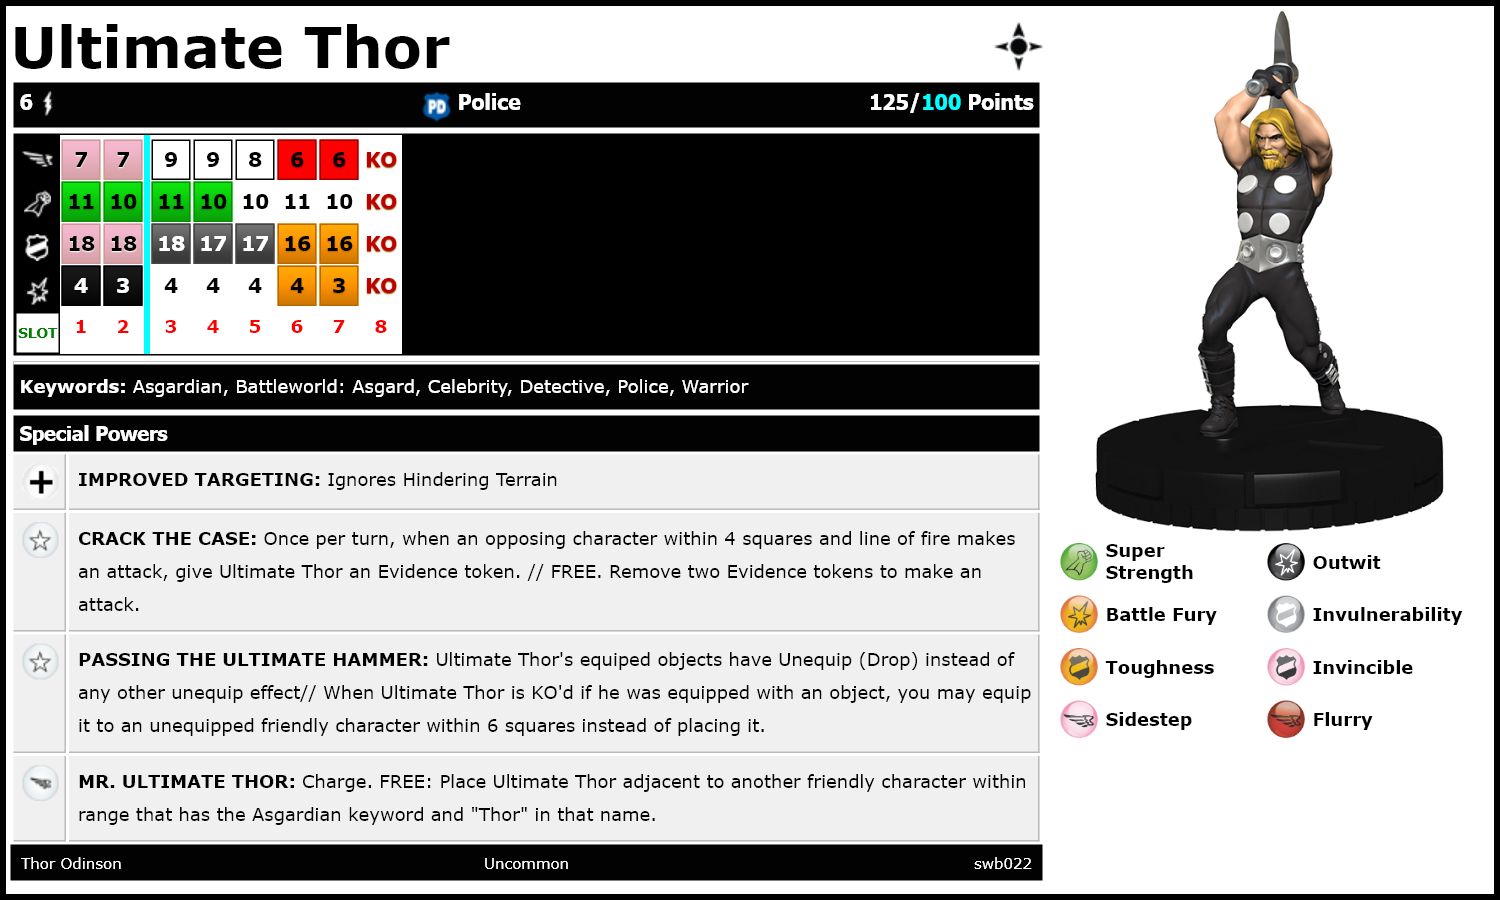 Ultimate Thor
6 PD Police 125/100 Points
7 7 9 9 8 6 6 KO
11 10 11 10 10 11 10 KO
18 18 18 17 17 16 16 KO
4 3 4 4 4 4 3 KO
SLOT 1 2 3 4 5 6 7 8
Keywords: Asgardian, Battleworld: Asgard, Celebrity, Detective, Police, Warrior
Special Powers
IMPROVED TARGETING: Ignores Hindering Terrain
CRACK THE CASE: Once per turn, when an opposing character within 4 squares and line of fire makes
an attack, give Ultimate Thor an Evidence token. // FREE. Remove two Evidence tokens to make an
attack.
PASSING THE ULTIMATE HAMMER: Ultimate Thor's equiped objects have Unequip (Drop) instead of
any other unequip effect// When Ultimate Thor is KO'd if he was equipped with an object, you may equip
it to an unequipped friendly character within 6 squares instead of placing it.
MR. ULTIMATE THOR: Charge. FREE: Place Ultimate Thor adjacent to another friendly character within
range that has the Asgardian keyword and "Thor" in that name.
Thor Odinson Uncommon swb022
Super
Strength
Outwit
Battle Fury Invulnerability
Toughness Invincible
Sidestep Flurry